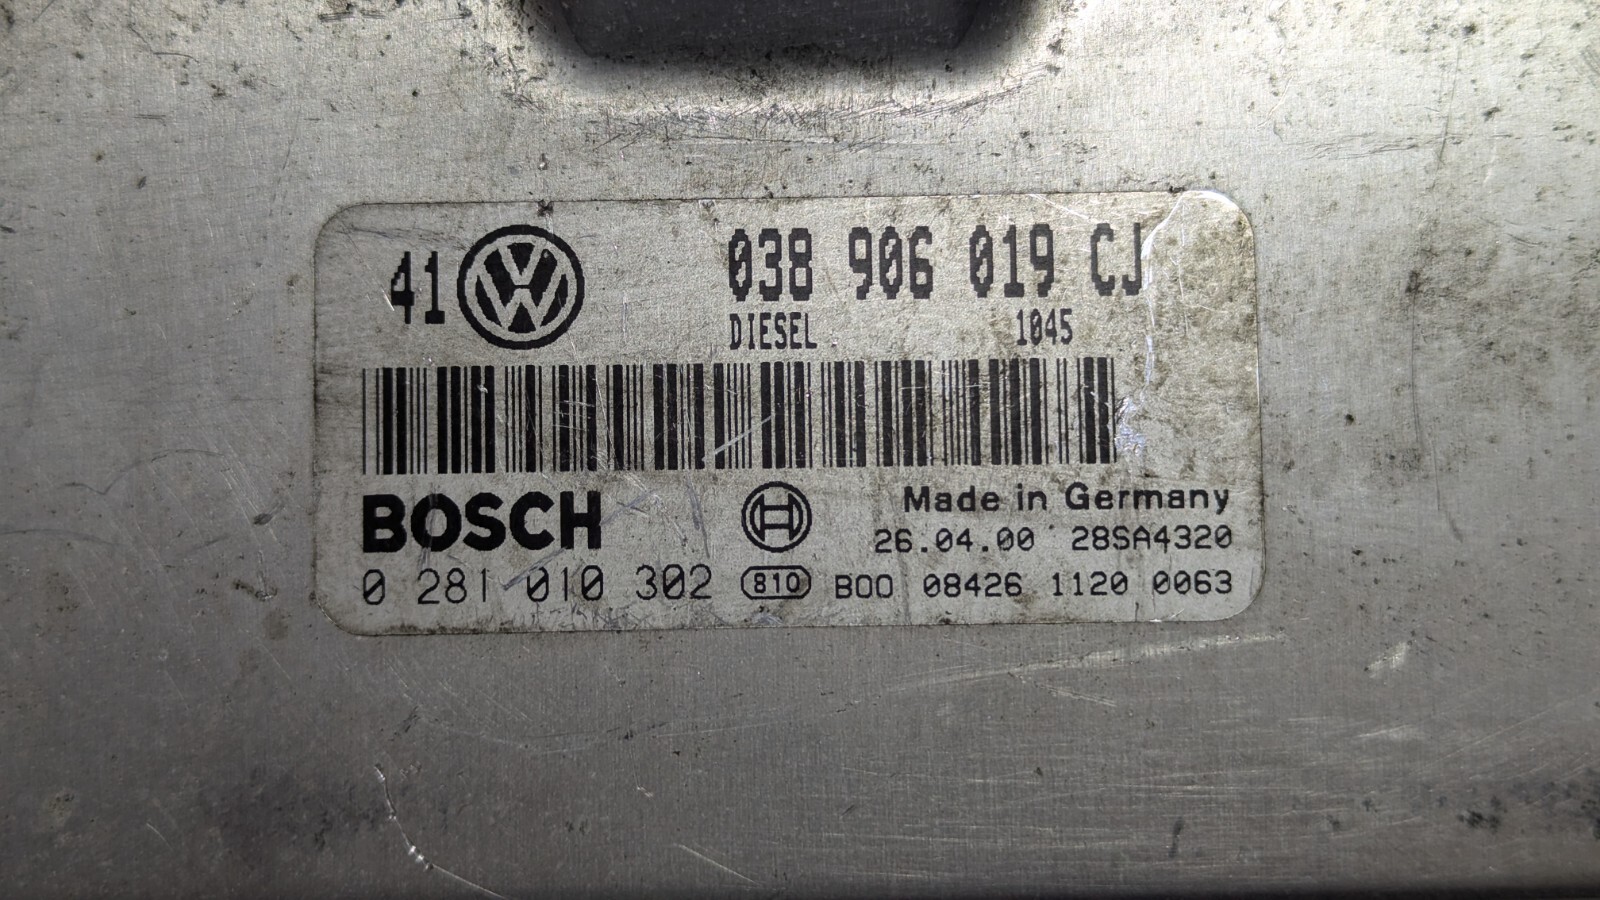 41 VW 038 906 019 CJ
DIESEL 1045
BOSCH Made in Germany
26.04.00 28SA4320
0 281 010 302 810 B00 08426 1120 0063